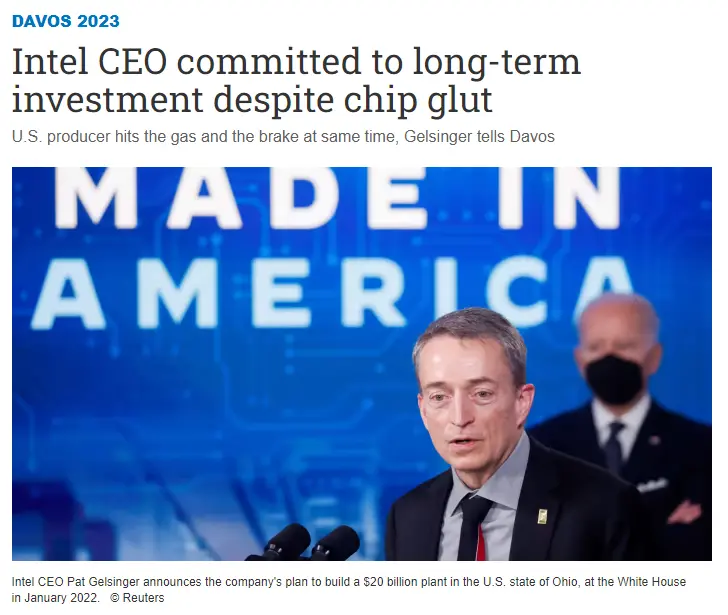 DAVOS 2023
Intel CEO committed to long-term
investment despite chip glut
U.S. producer hits the gas and the brake at same time, Gelsinger tells Davos
MADE IN
AMERICA
Intel CEO Pat Gelsinger announces the company's plan to build a $20 billion plant in the U.S. state of Ohio, at the White House
in January 2022. © Reuters